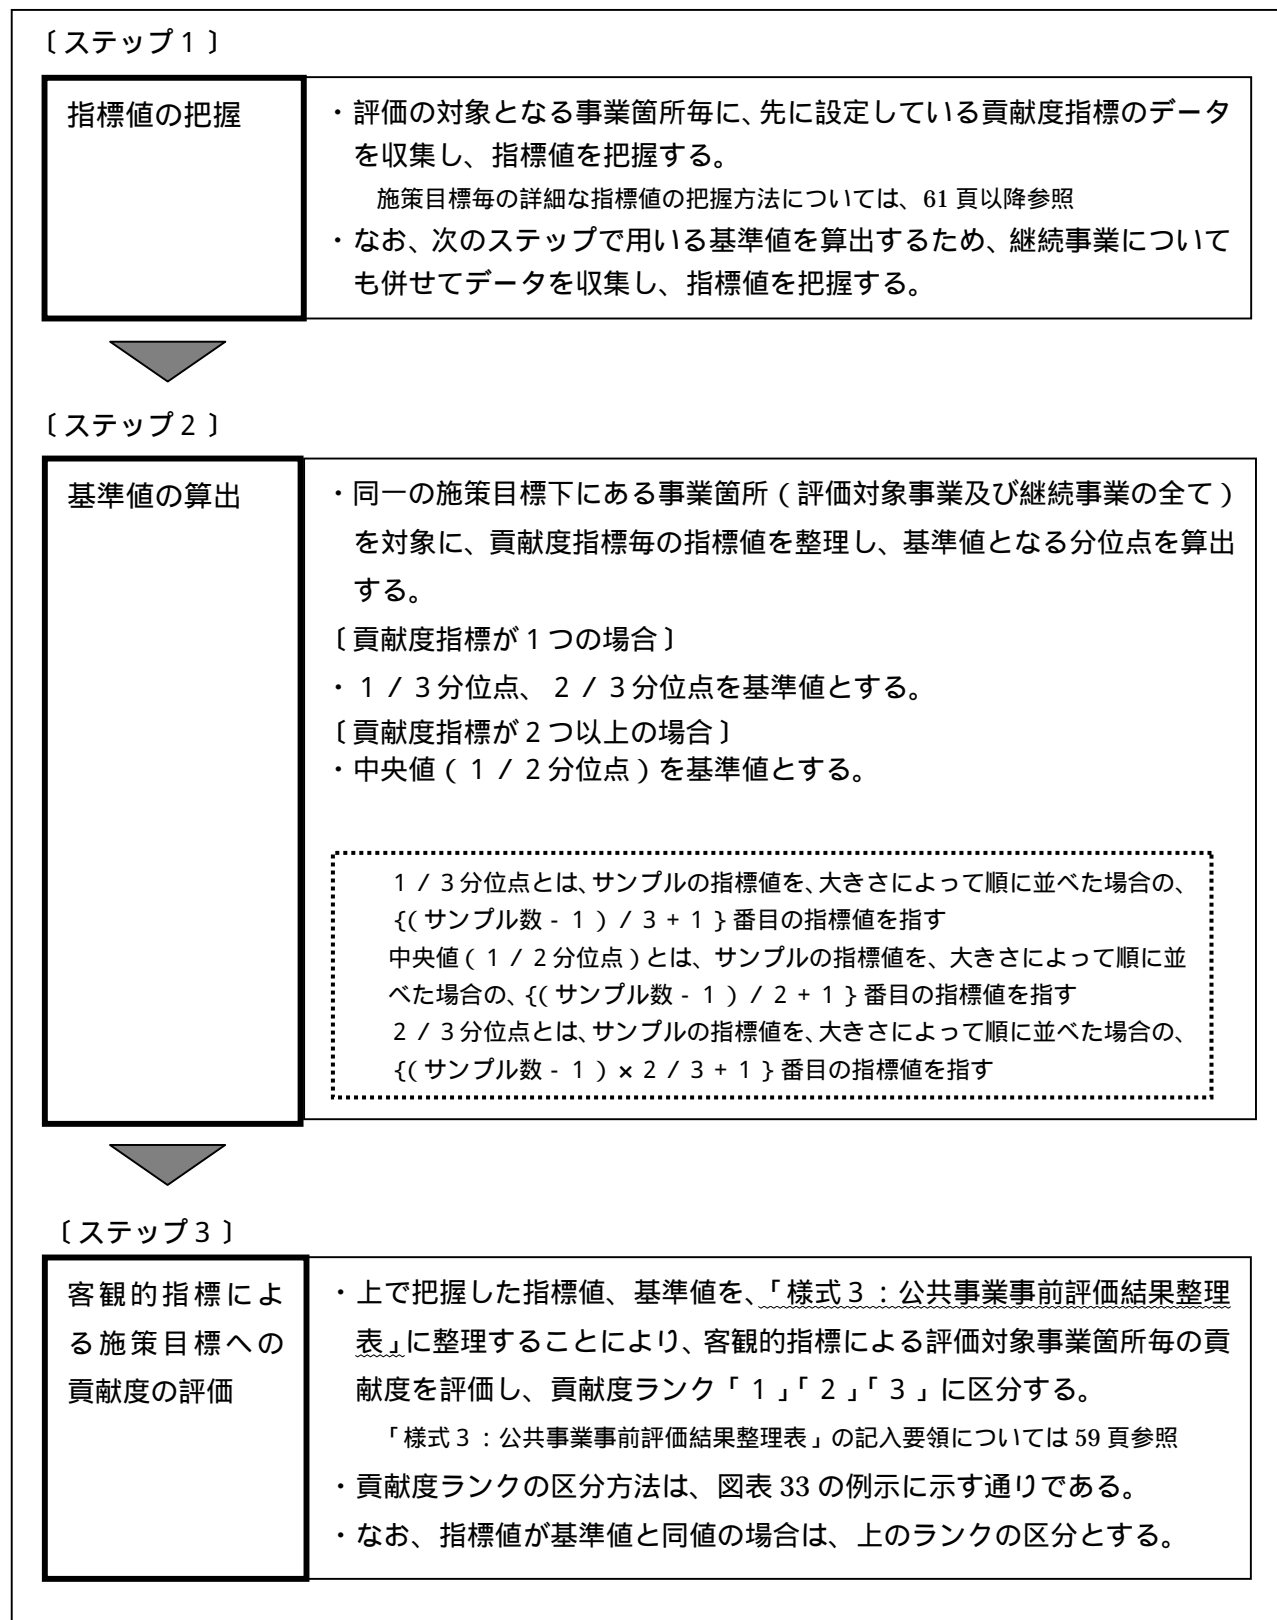 〔ステップ１〕
指標値の把握
・評価の対象となる事業箇所毎に、先に設定している貢献度指標のデータ
を収集し、指標値を把握する。
施策目標毎の詳細な指標値の把握方法については、61 頁以降参照
・なお、次のステップで用いる基準値を算出するため、継続事業について
も併せてデータを収集し、指標値を把握する。
〔ステップ２〕
基準値の算出
・同一の施策目標下にある事業箇所（評価対象事業及び継続事業の全て）
を対象に、貢献度指標毎の指標値を整理し、基準値となる分位点を算出
する。
〔貢献度指標が１つの場合〕
・１／３分位点、２／３分位点を基準値とする。
〔貢献度指標が２つ以上の場合〕
・中央値（１／２分位点）を基準値とする。
１／３分位点とは、サンプルの指標値を、大きさによって順に並べた場合の、
{(サンプル数‐１）／３+１}番目の指標値を指す
中央値（１／２分位点）とは、サンプルの指標値を、大きさによって順に並
べた場合の、{(サンプル数‐１）／２+１}番目の指標値を指す
２／３分位点とは、サンプルの指標値を、大きさによって順に並べた場合の、
{(サンプル数‐１）×２／３+１}番目の指標値を指す
〔ステップ３〕
客観的指標によ
る施策目標への
貢献度の評価
・上で把握した指標値、基準値を、「様式３：公共事業事前評価結果整理
表」に整理することにより、客観的指標による評価対象事業箇所毎の貢
献度を評価し、貢献度ランク「１」「２」「３」に区分する。
「様式３：公共事業事前評価結果整理表」の記入要領については 59 頁参照
・貢献度ランクの区分方法は、図表 33 の例示に示す通りである。
・なお、指標値が基準値と同値の場合は、上のランクの区分とする。